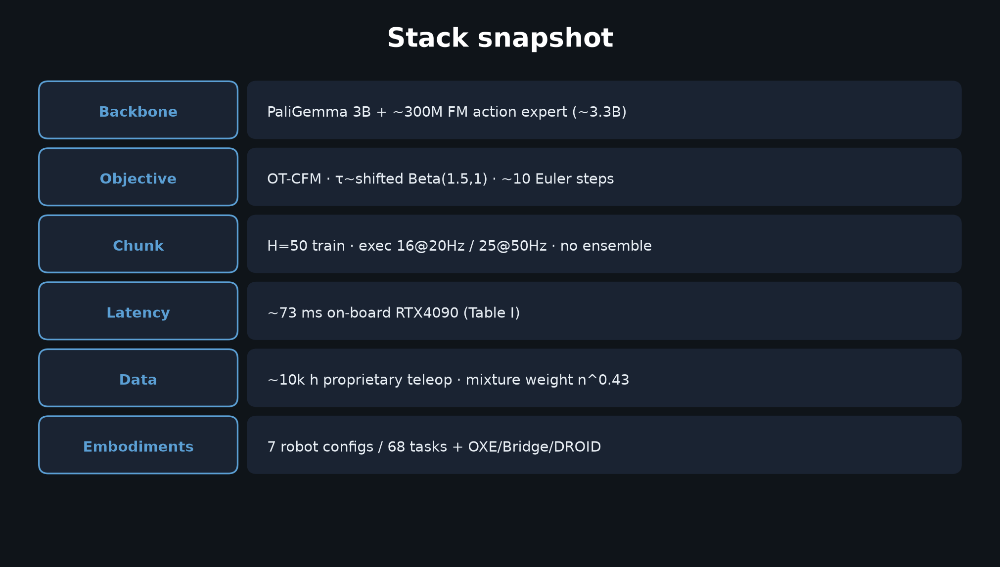 Stack snapshot
Backbone
PaliGemma 3B + ~300M FM action expert (~3.3B)
Objective
OT-CFM · τ~shifted Beta(1.5,1) · ~10 Euler steps
Chunk
H=50 train · exec 16@20Hz / 25@50Hz · no ensemble
Latency
~73 ms on-board RTX4090 (Table I)
Data
~10k h proprietary teleop · mixture weight n^0.43
Embodiments
7 robot configs / 68 tasks + OXE/Bridge/DROID